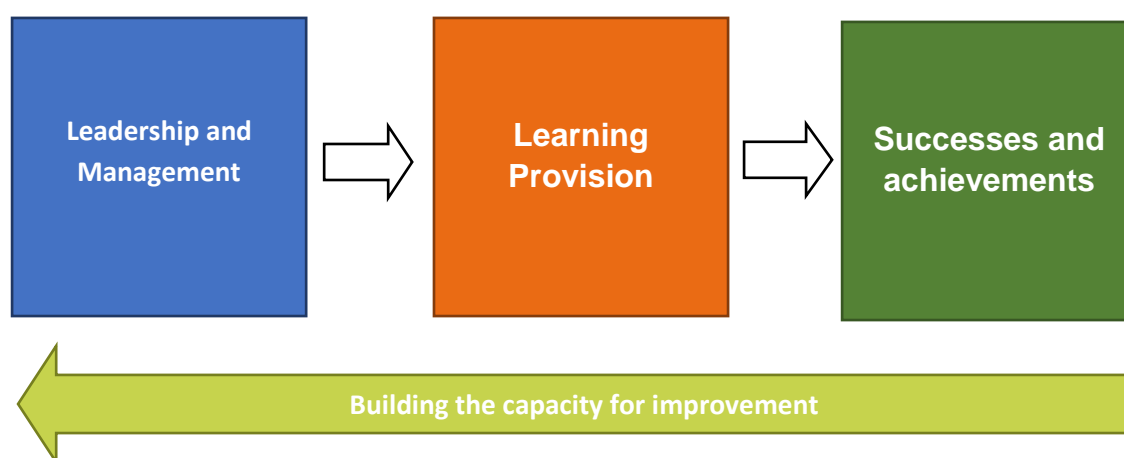 Leadership and
Management
Learning
Provision
Successes and
achievements
Building the capacity for improvement